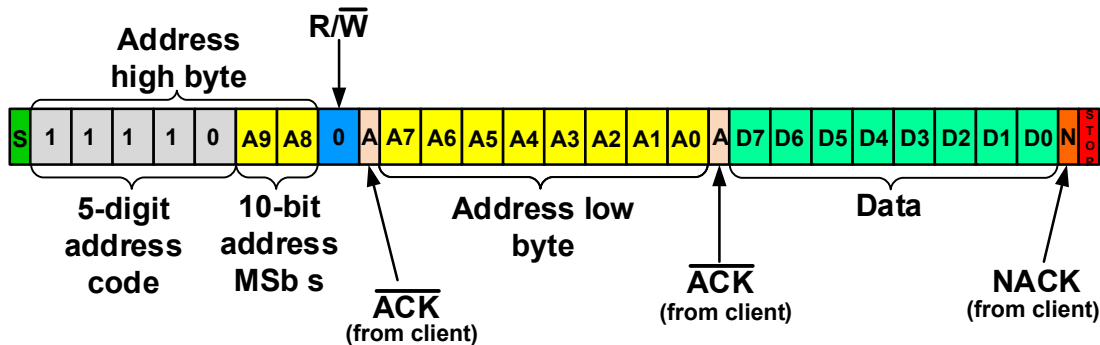 R/W
Address
high byte
S 1 1 1 1 0 A9 A8 0 A A7 A6 A5 A4 A3 A2 A1 A0 A D7 D6 D5 D4 D3 D2 D1 D0 N STOP
5-digit
address
code
10-bit
address
MSb s
Address low
byte
Data
ACK
(from client)
ACK
(from client)
NACK
(from client)